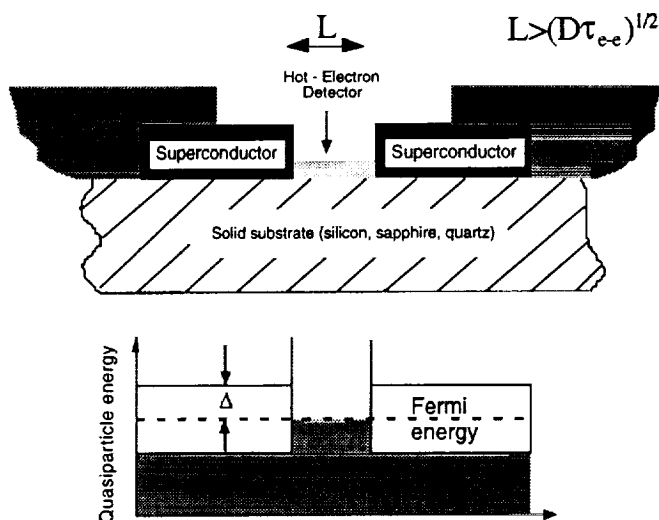 L
L>(Dτₑ₋ₑ)^1/2
Hot - Electron
Detector
Superconductor
Superconductor
Solid substrate (silicon, sapphire, quartz)
Quasiparticle energy
Δ
Fermi
energy